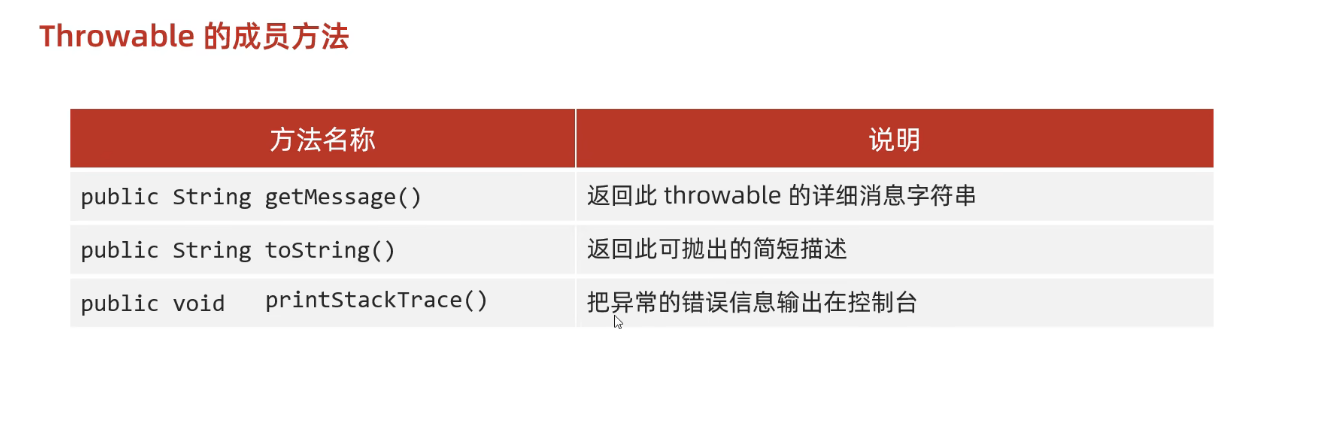 Throwable 的成员方法
方法名称 说明
public String getMessage() 返回此 throwable 的详细消息字符串
public String toString() 返回此可抛出的简短描述
public void printStackTrace() 把异常的错误信息输出在控制台